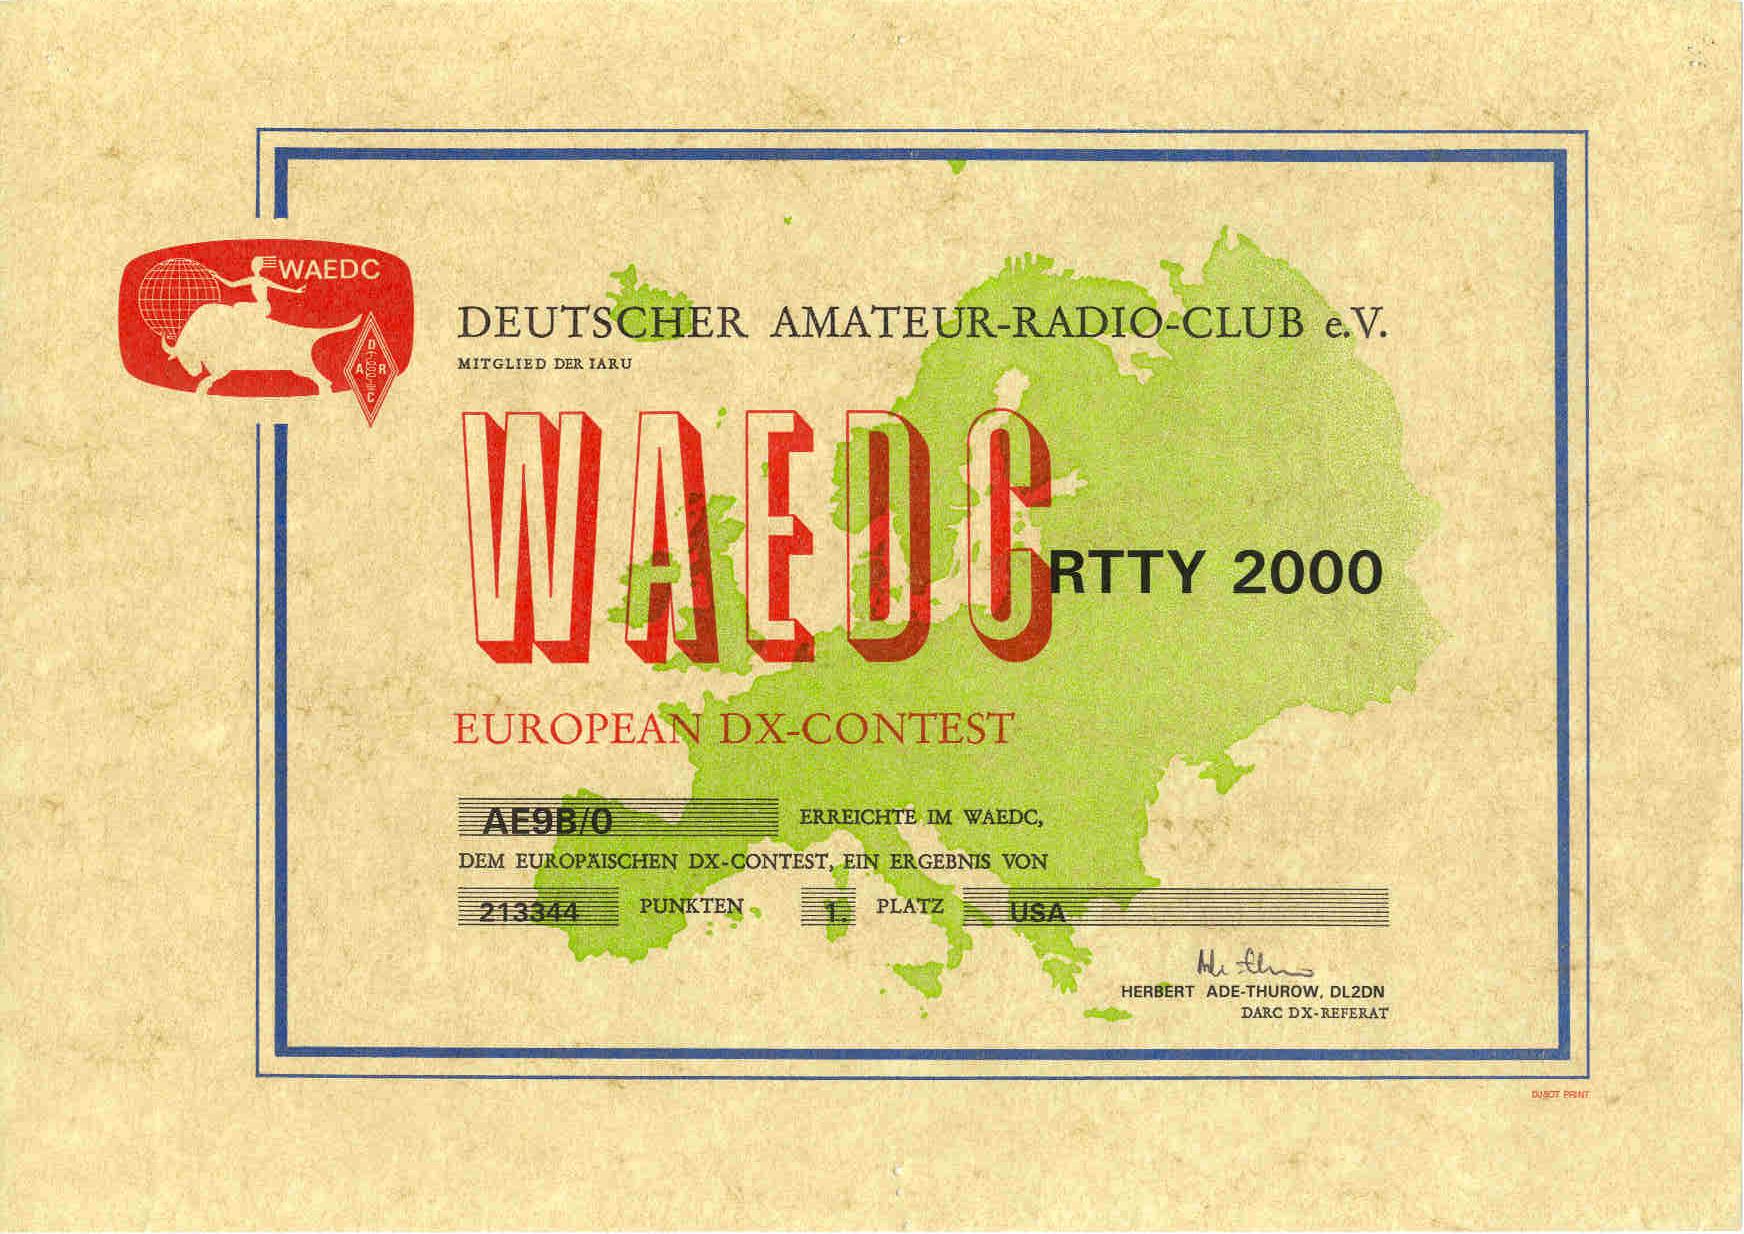 WAEDC
D
A R
C
DEUTSCHER AMATEUR-RADIO-CLUB e.V.
MITGLIED DER IARU
WAEDC
RTTY 2000
EUROPEAN DX-CONTEST
AE9B/0 ERREICHTE IM WAEDC,
DEM EUROPÄISCHEN DX-CONTEST, EIN ERGEBNIS VON
213344 PUNKTEN 1. PLATZ USA
HERBERT ADE-THUROW, DL2DN
DARC DX-REFERAT
PRINT